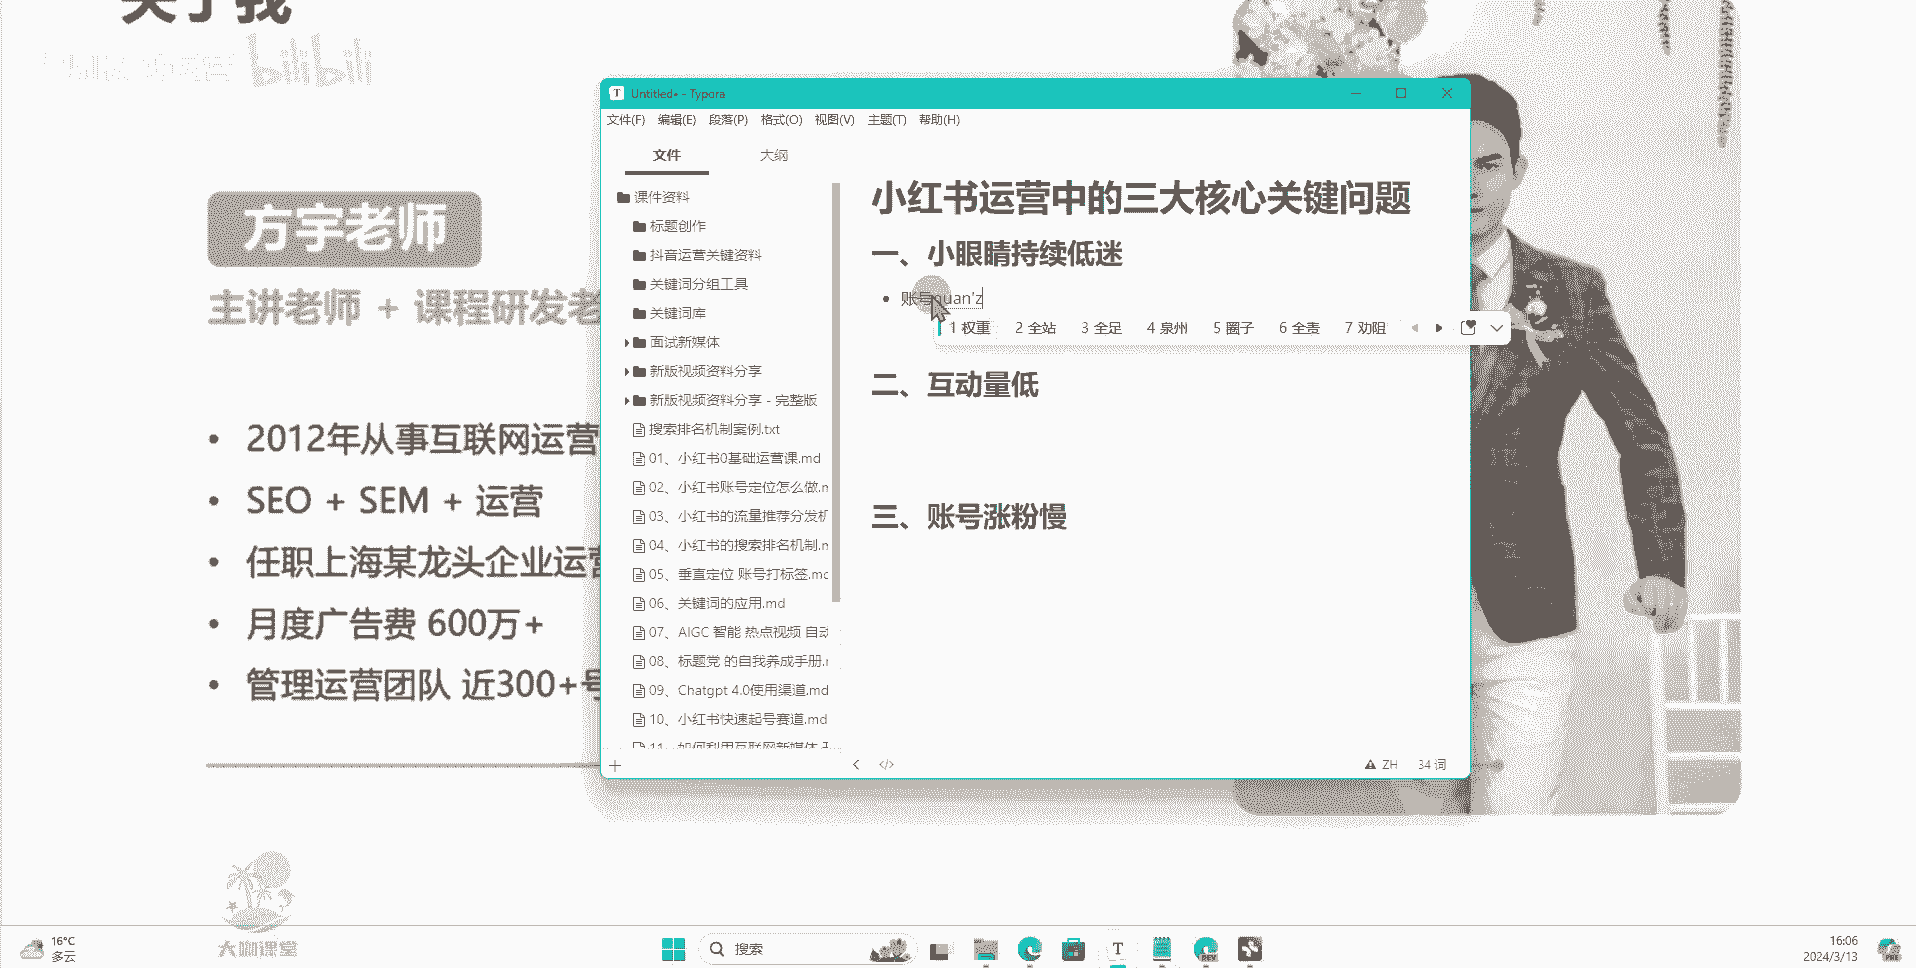 关于我
bilibili
方宇老师
主讲老师 + 课程研发老
2012年从事互联网运营
SEO + SEM + 运营
任职上海某龙头企业运营
月度广告费 600万+
管理运营团队 近300+号
Untitled• - Typora
文件(F) 编辑(E) 段落(P) 格式(O) 视图(V) 主题(T) 帮助(H)
文件 大纲
课件资料
标题创作
抖音运营关键资料
关键词分组工具
关键词库
面试新媒体
新版视频资料分享
新版视频资料分享 - 完整版
搜索排名机制案例.txt
01、小红书0基础运营课.md
02、小红书账号定位怎么做.m
03、小红书的流量推荐分发机
04、小红书的搜索排名机制.m
05、垂直定位 账号打标签.md
06、关键词的应用.md
07、AIGC 智能 热点视频 自动
08、标题党 的自我养成手册.m
09、Chatgpt 4.0使用渠道.md
10、小红书快速起号赛道.md
11、如何利用互联网新媒体
小红书运营中的三大核心关键问题
一、小眼睛持续低迷
账号quan'z
1 权重 2 全站 3 全足 4 泉州 5 圈子 6 全责 7 劝阻
二、互动量低
三、账号涨粉慢
ZH 34 词
大咖课堂
16°C
多云
搜索
16:06
2024/3/13